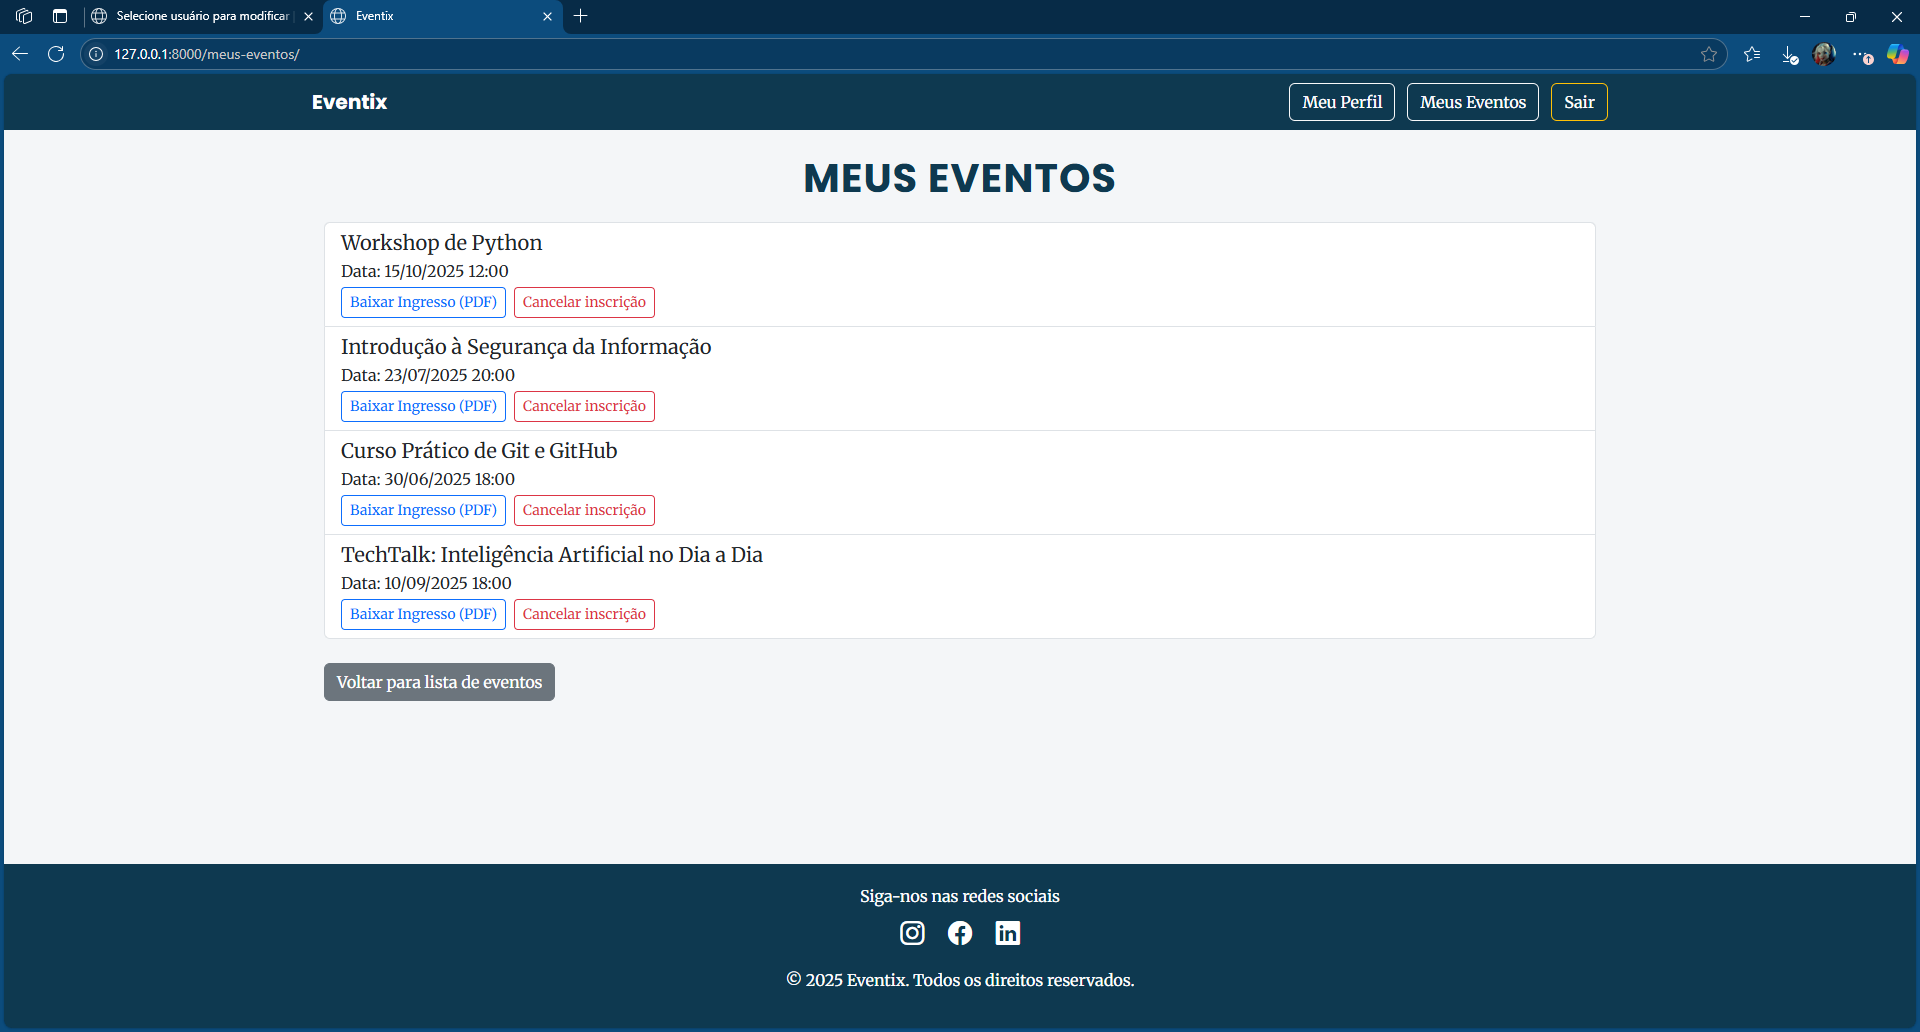 Selecione usuário para modificar
Eventix
127.0.0.1:8000/meus-eventos/
Eventix
Meu Perfil
Meus Eventos
Sair
MEUS EVENTOS
Workshop de Python
Data: 15/10/2025 12:00
Baixar Ingresso (PDF)
Cancelar inscrição
Introdução à Segurança da Informação
Data: 23/07/2025 20:00
Baixar Ingresso (PDF)
Cancelar inscrição
Curso Prático de Git e GitHub
Data: 30/06/2025 18:00
Baixar Ingresso (PDF)
Cancelar inscrição
TechTalk: Inteligência Artificial no Dia a Dia
Data: 10/09/2025 18:00
Baixar Ingresso (PDF)
Cancelar inscrição
Voltar para lista de eventos
Siga-nos nas redes sociais
© 2025 Eventix. Todos os direitos reservados.